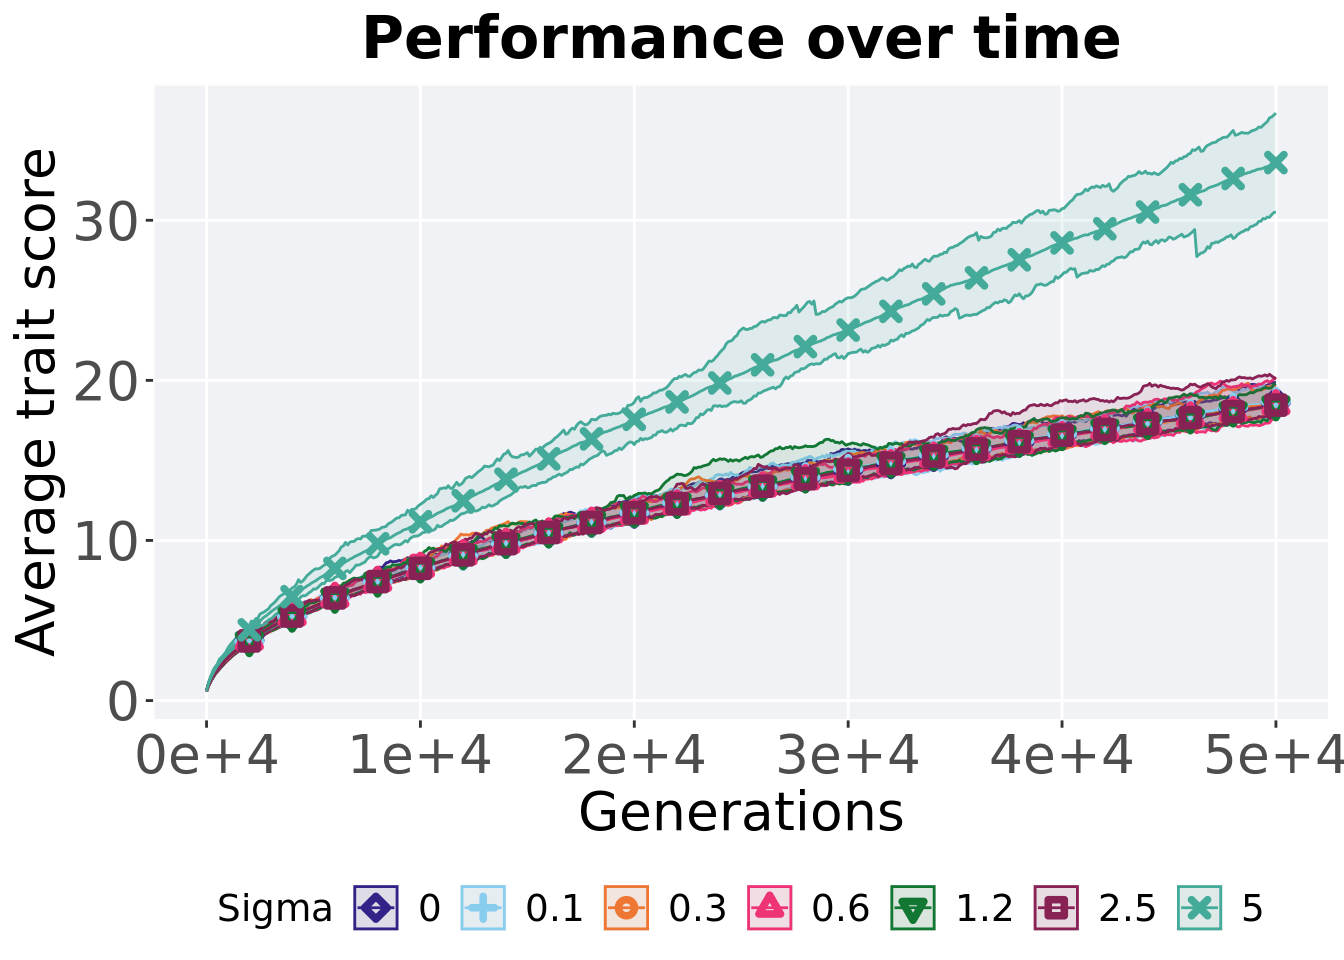 Performance over time
Average trait score
30
20
10
0
0e+4 1e+4 2e+4 3e+4 4e+4 5e+4
Generations
Sigma 0 0.1 0.3 0.6 1.2 2.5 5